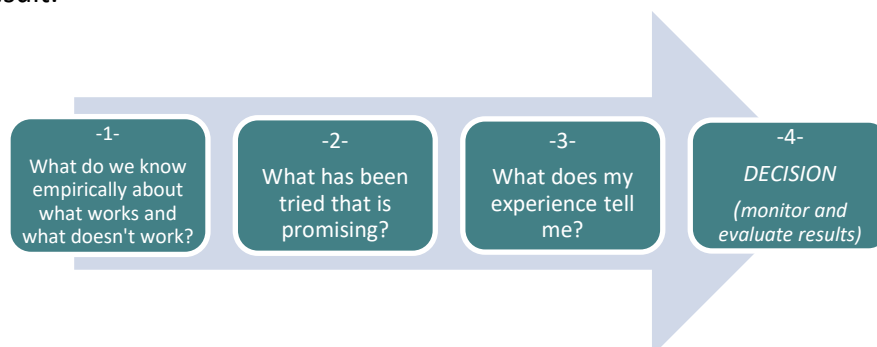 -1-
What do we know
empirically about
what works and
what doesn't work?
-2-
What has been
tried that is
promising?
-3-
What does my
experience tell
me?
-4-
DECISION
(monitor and
evaluate results)